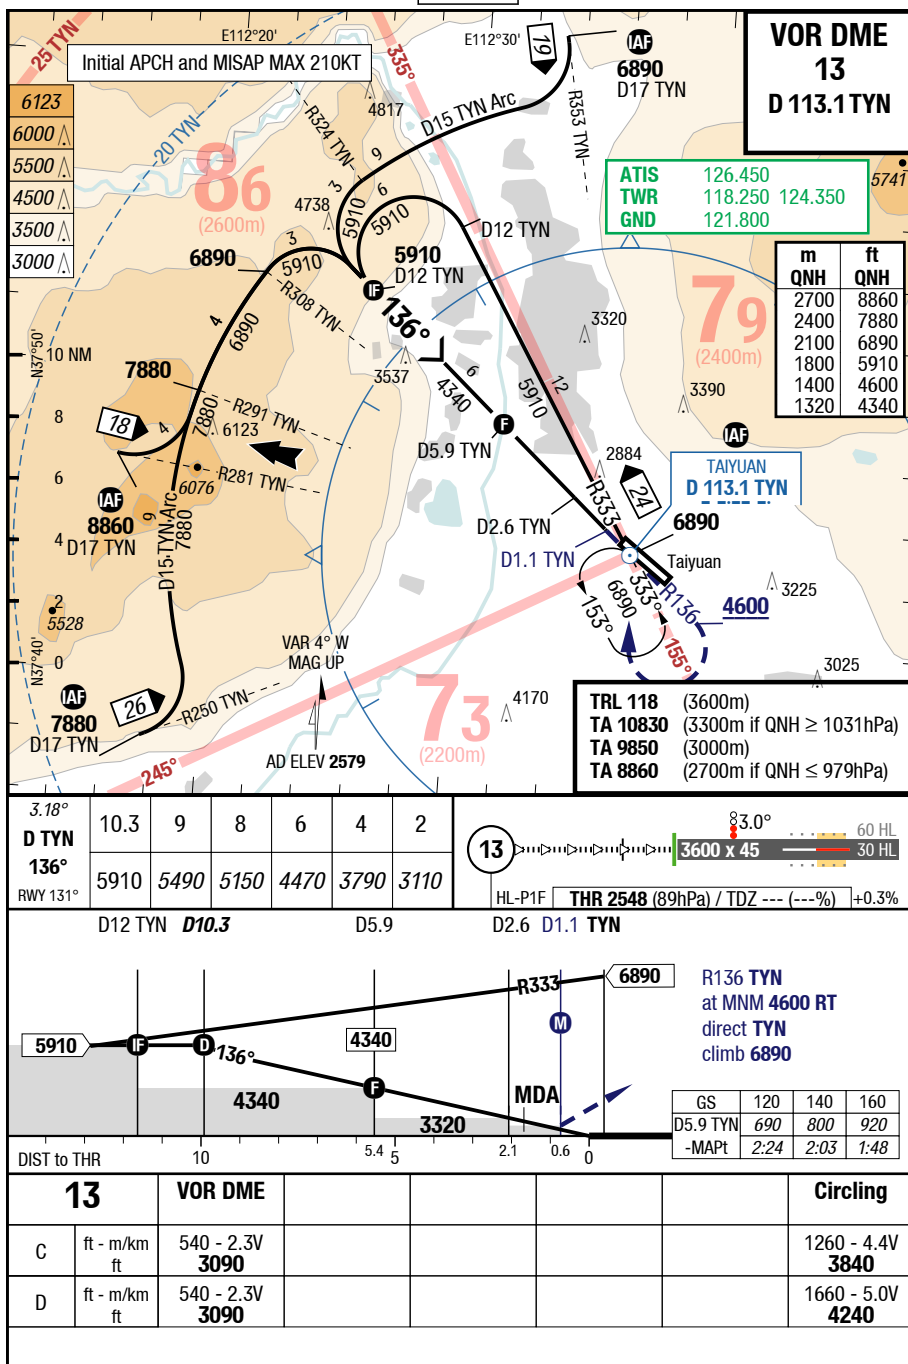 E112°20'
E112°30'
25 TYN
335°
Initial APCH and MISAP MAX 210KT
19
IAF
6890
D17 TYN
VOR DME
13
D 113.1 TYN
6123
6000
5500
4500
3500
3000
20 TYN
R324 TYN
4817
D15 TYN Arc
R353 TYN
86
(2600m)
9
3
6
5910
5910
4738
ATIS 126.450
TWR 118.250 124.350
GND 121.800
5741
D12 TYN
6890
3
5910
5910
D12 TYN
IF
R308 TYN
136°
m ft
QNH QNH
2700 8860
2400 7880
2100 6890
1800 5910
1400 4600
1320 4340
79
(2400m)
N37°50'
10 NM
4
6890
3320
3537
7880
6
4340
12
5910
3390
R291 TYN
8
18
4
7880
6123
F
D5.9 TYN
IAF
6
R281 TYN
6076
2884
24
TAIYUAN
D 113.1 TYN
IAF
8860
D17 TYN
9
D15 TYN Arc
7880
R333
D2.6 TYN
6890
4
D1.1 TYN
Taiyuan
2
5528
333°
6890
153°
R136
4600
3225
N37°40'
0
VAR 4° W
MAG UP
155°
3025
IAF
7880
D17 TYN
26
R250 TYN
73
(2200m)
4170
245°
AD ELEV 2579
TRL 118 (3600m)
TA 10830 (3300m if QNH ≥ 1031hPa)
TA 9850 (3000m)
TA 8860 (2700m if QNH ≤ 979hPa)
3.18°
D TYN 10.3 9 8 6 4 2
136°
RWY 131° 5910 5490 5150 4470 3790 3110
13
3.0°
60 HL
3600 x 45
30 HL
HL-P1F THR 2548 (89hPa) / TDZ --- (---%) +0.3%
D12 TYN D10.3 D5.9 D2.6 D1.1 TYN
R333
6890
R136 TYN
at MNM 4600 RT
direct TYN
climb 6890
M
5910
IF
D
136°
4340
F
4340
MDA
3320
GS 120 140 160
D5.9 TYN 690 800 920
-MAPt 2:24 2:03 1:48
DIST to THR 10 5.4 5 2.1 0.6 0
13 VOR DME Circling
C ft - m/km 540 - 2.3V 1260 - 4.4V
ft 3090 3840
D ft - m/km 540 - 2.3V 1660 - 5.0V
ft 3090 4240